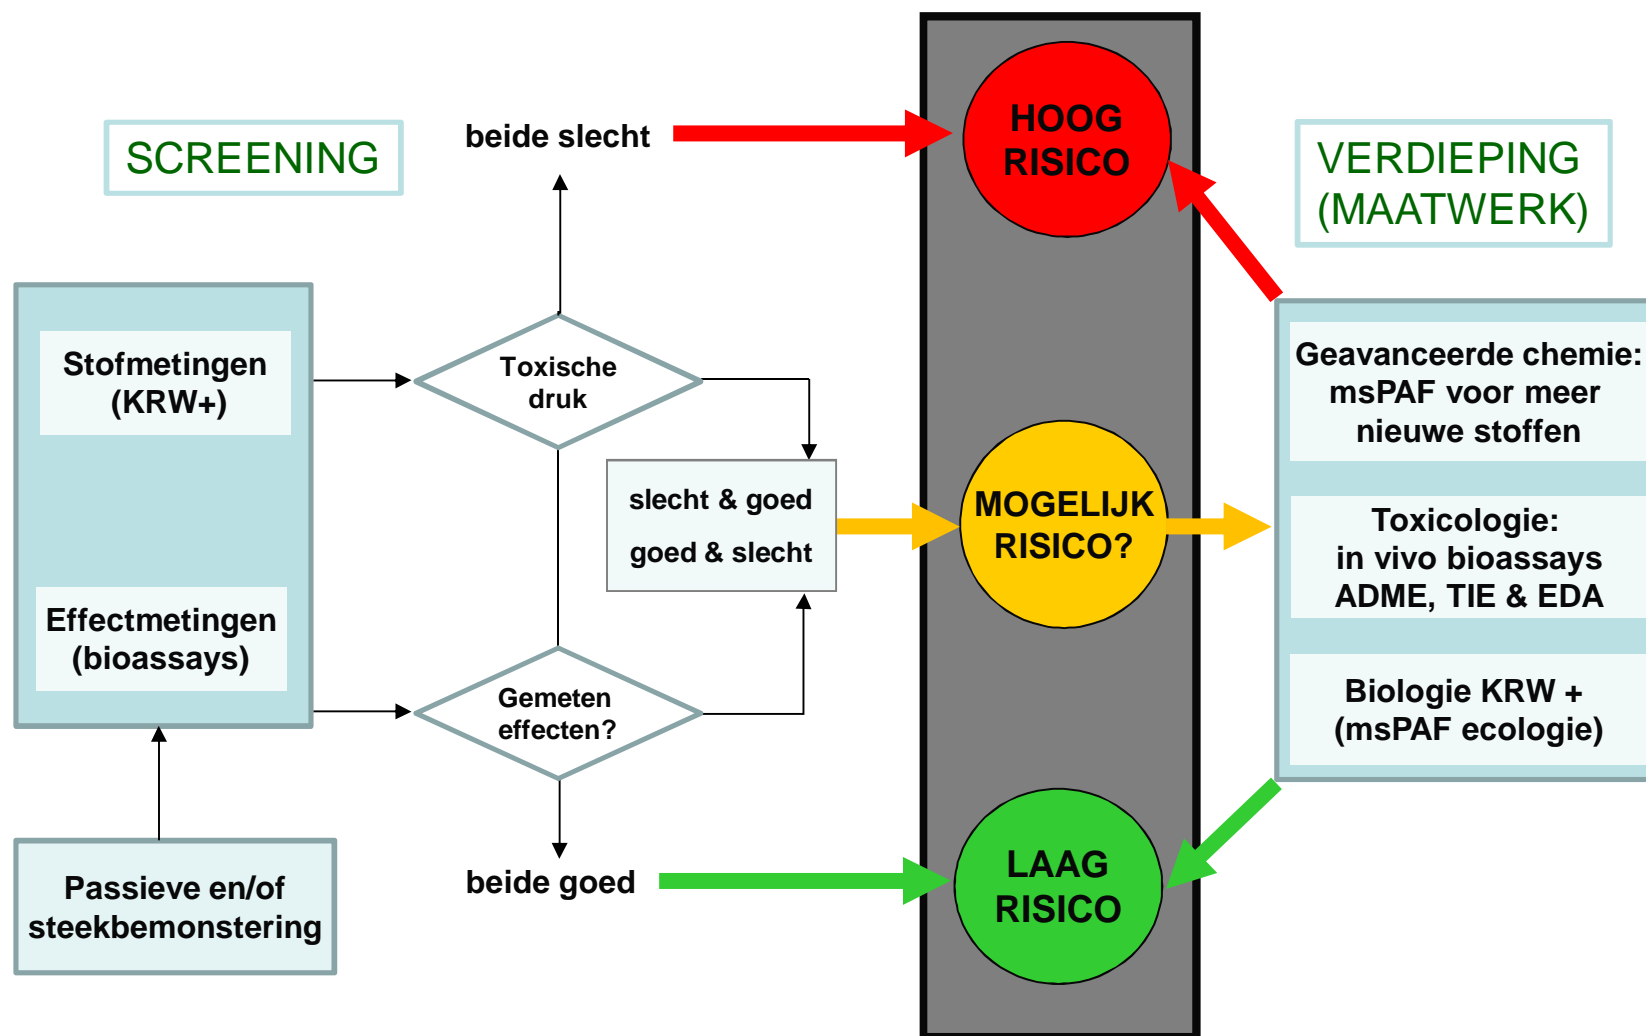 SCREENING
Stofmetingen
(KRW+)
Effectmetingen
(bioassays)
Passieve en/of
steekbemonstering
beide slecht
Toxische
druk
slecht & goed
goed & slecht
Gemeten
effecten?
beide goed
HOOG
RISICO
MOGELIJK
RISICO?
LAAG
RISICO
VERDIEPING
(MAATWERK)
Geavanceerde chemie:
msPAF voor meer
nieuwe stoffen
Toxicologie:
in vivo bioassays
ADME, TIE & EDA
Biologie KRW +
(msPAF ecologie)